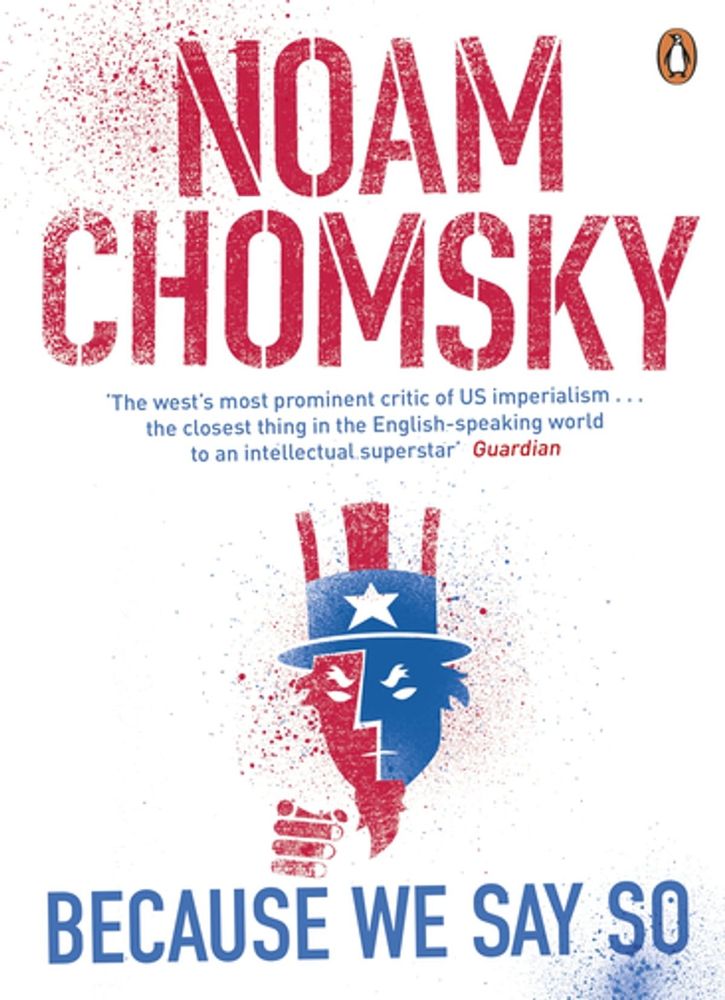 NOAM
CHOMSKY
'The west's most prominent critic of US imperialism . . .
the closest thing in the English-speaking world
to an intellectual superstar' Guardian
BECAUSE WE SAY SO